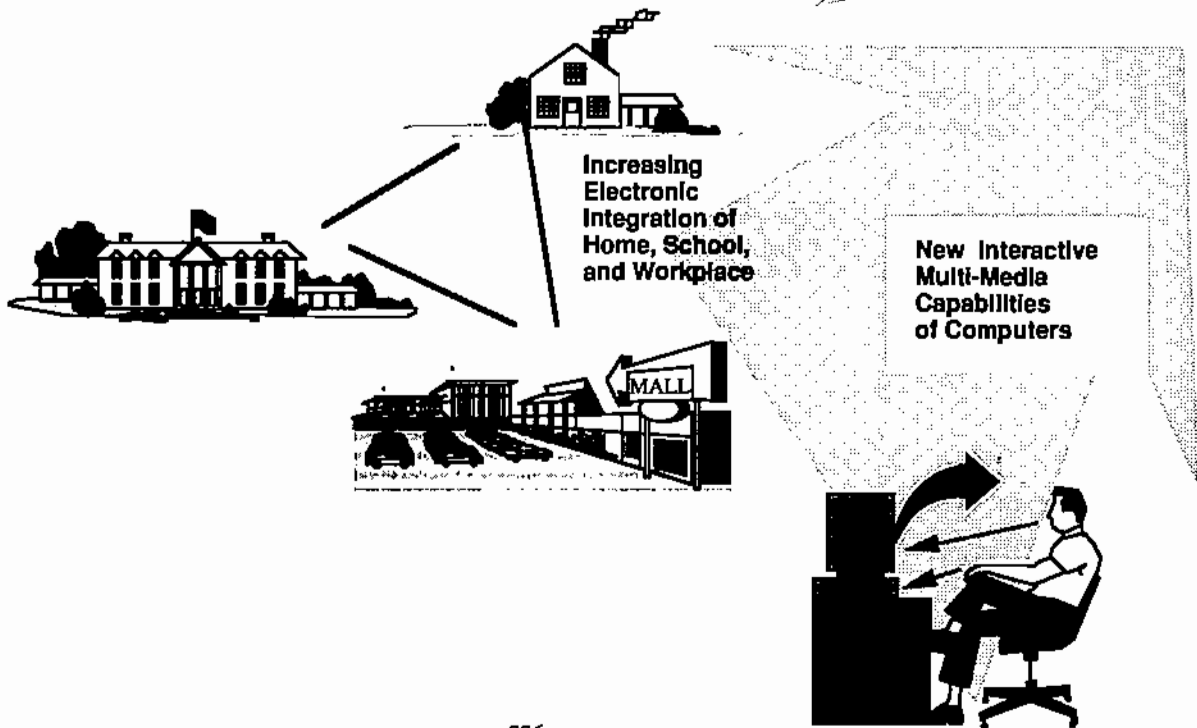 Increasing
Electronic
Integration of
Home, School,
and Workplace
New Interactive
Multi-Media
Capabilities
of Computers
MALL